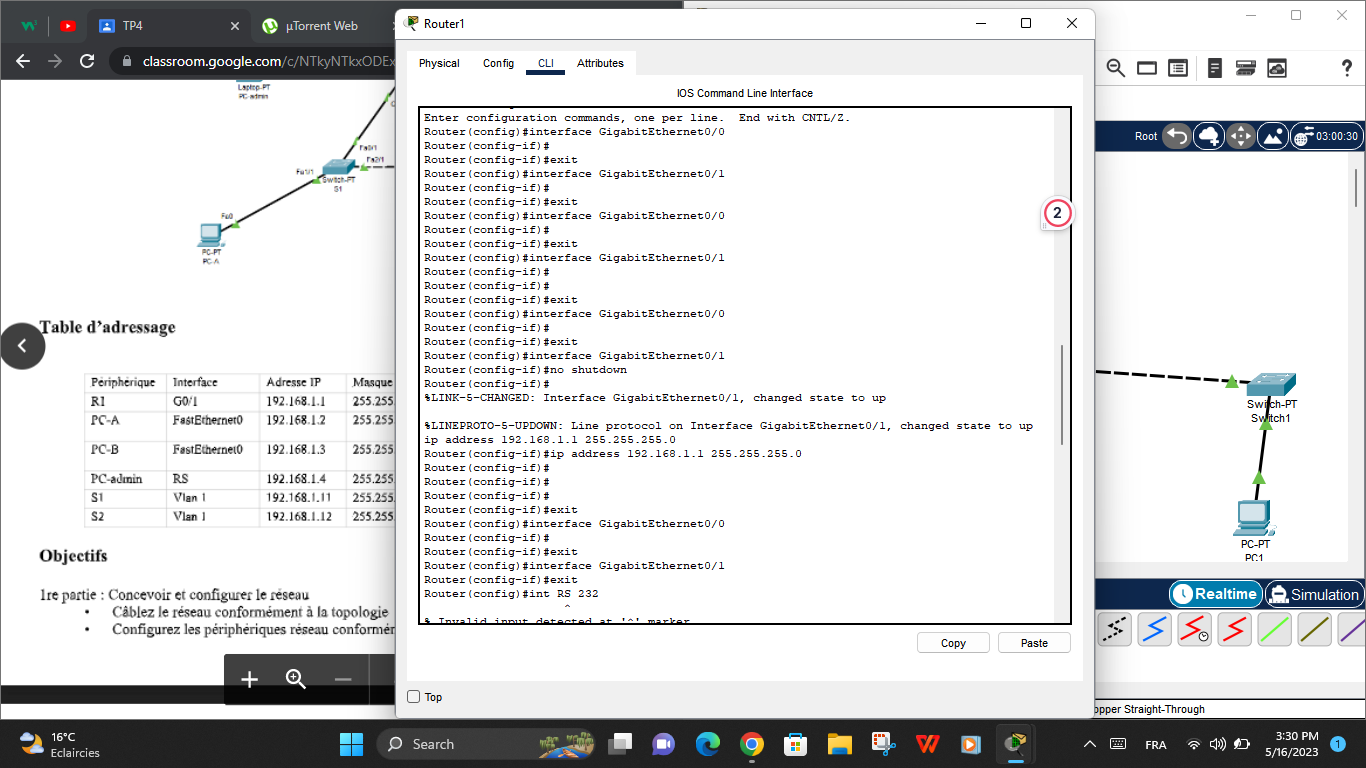 TP4
µTorrent Web
classroom.google.com/c/NTkyNTkxODEx
Laptop-PT
PC-admin
Fa0/1
Fa2/1
Fa1/1
Switch-PT
S1
Fa0
PC-PT
PC-A
Table d'adressage
Périphérique Interface Adresse IP Masque
R1 G0/1 192.168.1.1 255.255
PC-A FastEthernet0 192.168.1.2 255.255
PC-B FastEthernet0 192.168.1.3 255.255
PC-admin RS 192.168.1.4 255.255
S1 Vlan 1 192.168.1.11 255.255
S2 Vlan 1 192.168.1.12 255.255
Objectifs
1re partie : Concevoir et configurer le réseau
• Câblez le réseau conformément à la topologie
• Configurez les périphériques réseau conformé
Router1
Physical Config CLI Attributes
IOS Command Line Interface
Enter configuration commands, one per line. End with CNTL/Z.
Router(config)#interface GigabitEthernet0/0
Router(config-if)#
Router(config-if)#exit
Router(config)#interface GigabitEthernet0/1
Router(config-if)#
Router(config-if)#exit
Router(config)#interface GigabitEthernet0/0
Router(config-if)#
Router(config-if)#exit
Router(config)#interface GigabitEthernet0/1
Router(config-if)#
Router(config-if)#
Router(config-if)#exit
Router(config)#interface GigabitEthernet0/0
Router(config-if)#
Router(config-if)#exit
Router(config)#interface GigabitEthernet0/1
Router(config-if)#no shutdown
Router(config-if)#
%LINK-5-CHANGED: Interface GigabitEthernet0/1, changed state to up
%LINEPROTO-5-UPDOWN: Line protocol on Interface GigabitEthernet0/1, changed state to up
ip address 192.168.1.1 255.255.255.0
Router(config-if)#ip address 192.168.1.1 255.255.255.0
Router(config-if)#
Router(config-if)#
Router(config-if)#
Router(config-if)#exit
Router(config)#interface GigabitEthernet0/0
Router(config-if)#
Router(config-if)#exit
Router(config)#interface GigabitEthernet0/1
Router(config-if)#exit
Router(config)#int RS 232
^
% Invalid input detected at '^' marker
Copy Paste
Top
2
Root
03:00:30
Switch-PT
Switch1
PC-PT
PC1
Realtime Simulation
opper Straight-Through
16°C
Eclaircies
Search
FRA
3:30 PM
5/16/2023
1